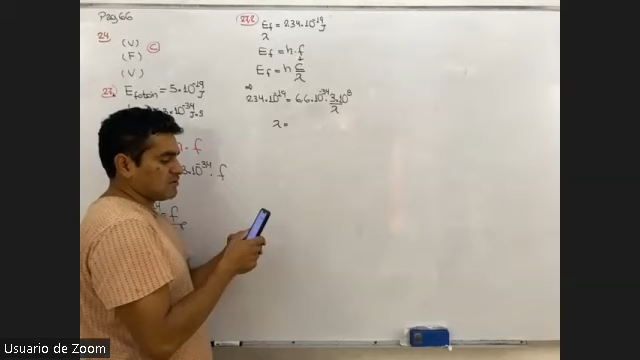 Pag 66
24.
(V)
(F) C
(V)
27. E fotón = 5.10^-19 J
.10^-34 J.S
. f
3.10^-34 . f
= f
272 Ef = 234.10^-19 J
λ
Ef = h.f
Ef = h c/λ
⇒
234.10^-19 = 6.6.10^-34 . 3.10^8/λ
λ =
Usuario de Zoom